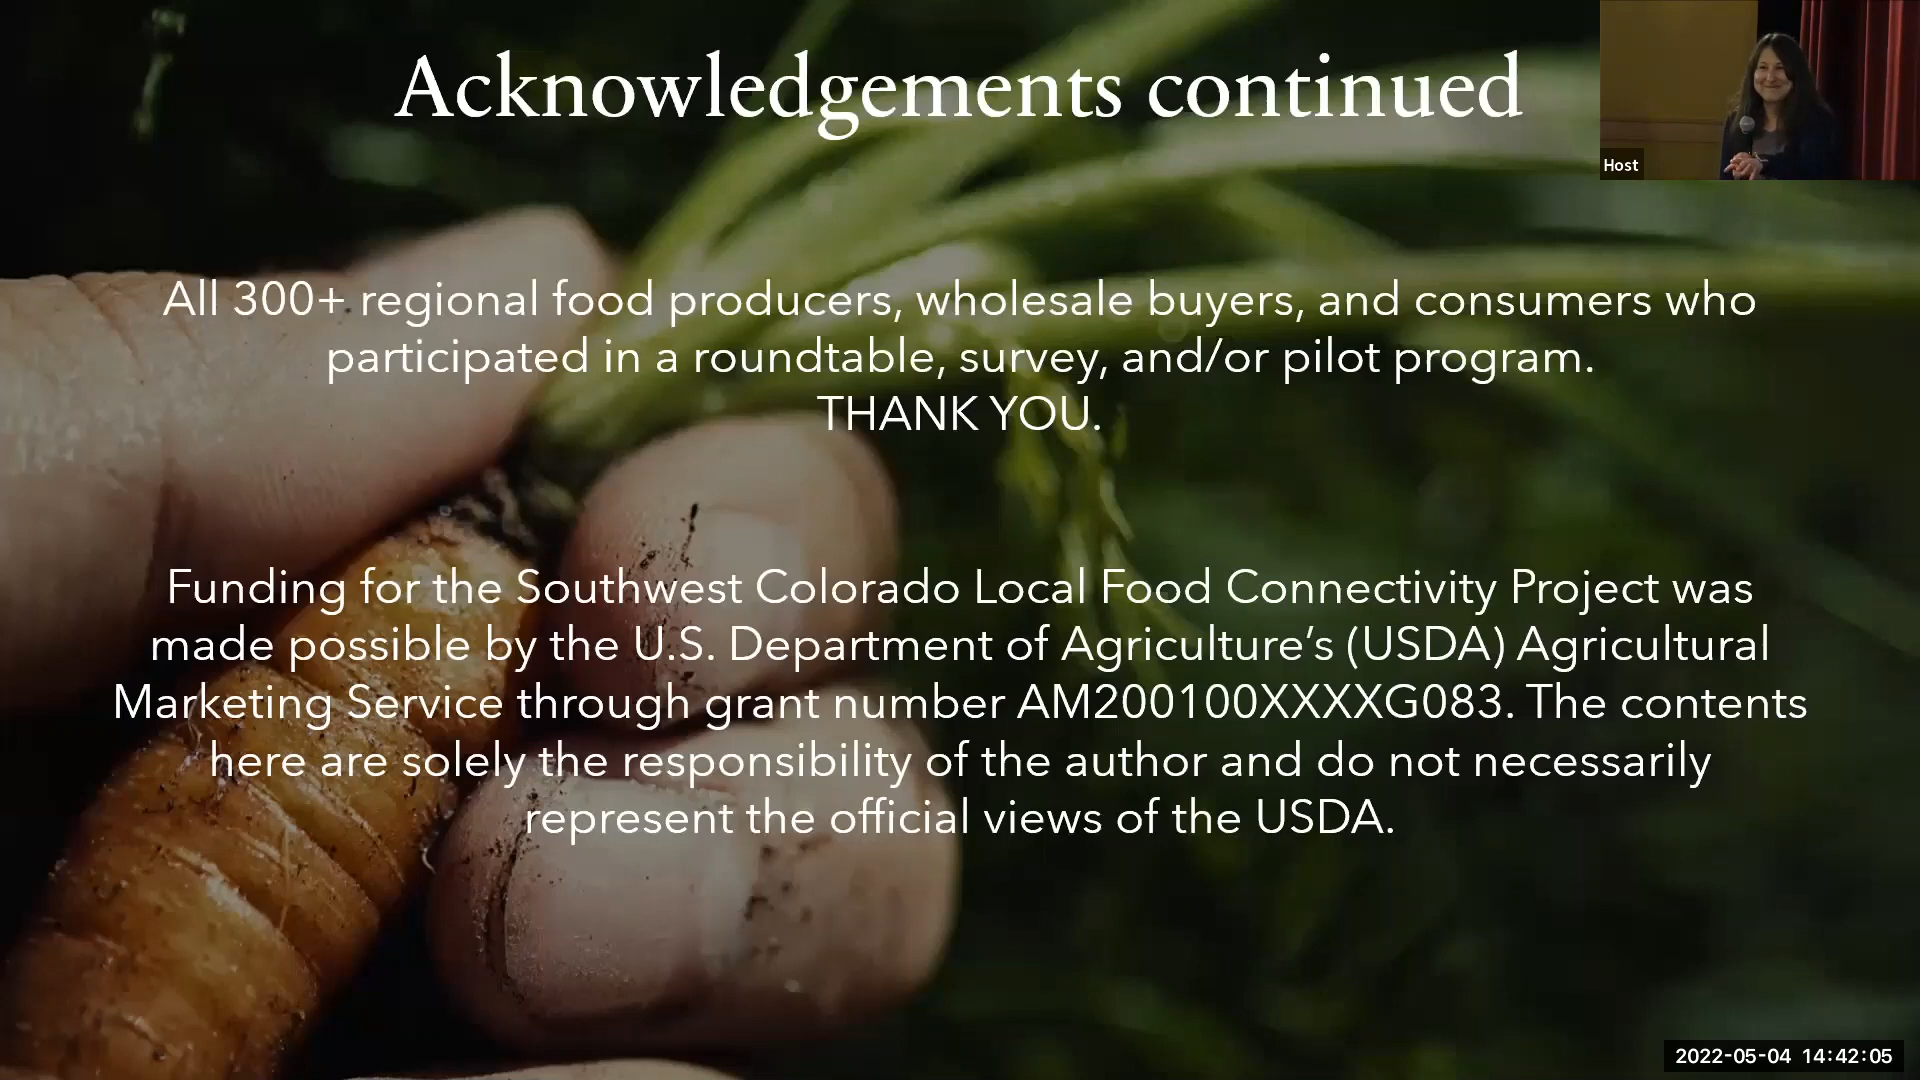 Acknowledgements continued
Host
All 300+ regional food producers, wholesale buyers, and consumers who
participated in a roundtable, survey, and/or pilot program.
THANK YOU.
Funding for the Southwest Colorado Local Food Connectivity Project was
made possible by the U.S. Department of Agriculture’s (USDA) Agricultural
Marketing Service through grant number AM200100XXXXG083. The contents
here are solely the responsibility of the author and do not necessarily
represent the official views of the USDA.
2022-05-04 14:42:05